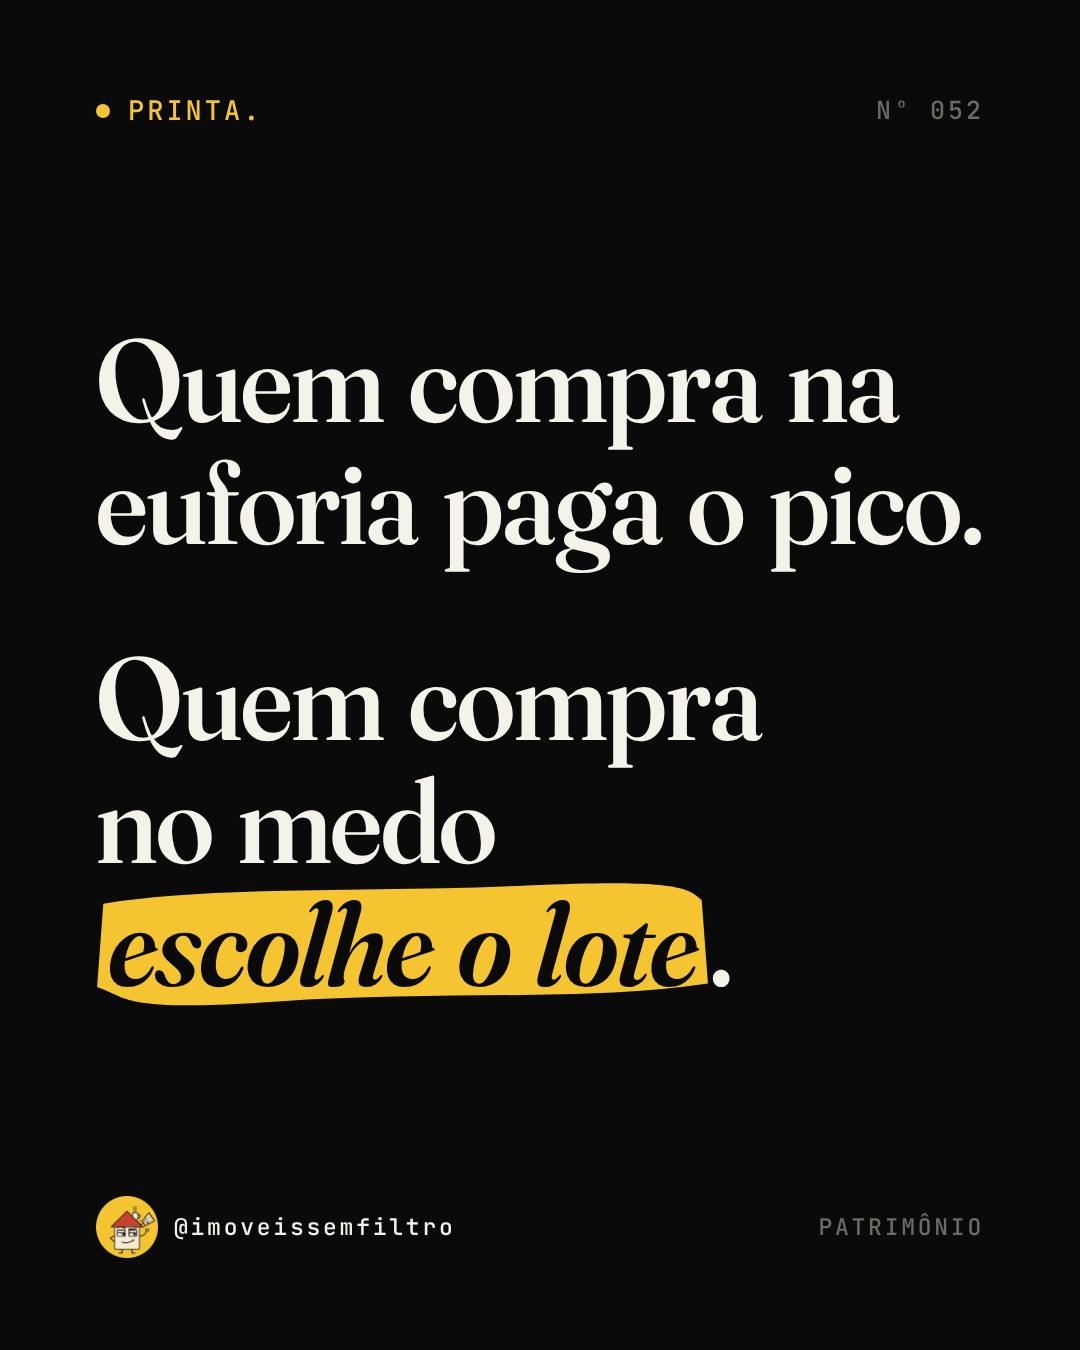 PRINTA.
Nº 052
Quem compra na
euforia paga o pico.
Quem compra
no medo
escolhe o lote.
@imoveissemfiltro
PATRIMÔNIO